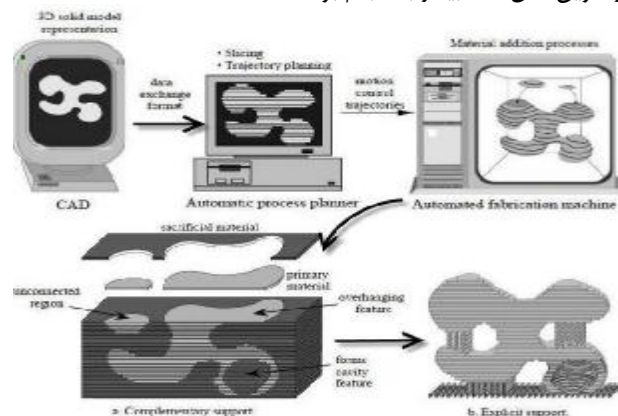 3D solid model
representation
• Slicing
• Trajectory planning
Material addition processes
data
exchange
format
motion
control
trajectories
CAD
Automatic process planner
Automated fabrication machine
sacrificial material
unconnected
region
primary
material
overhanging
feature
forms
cavity
feature
a. Complementary support
b. Explicit support